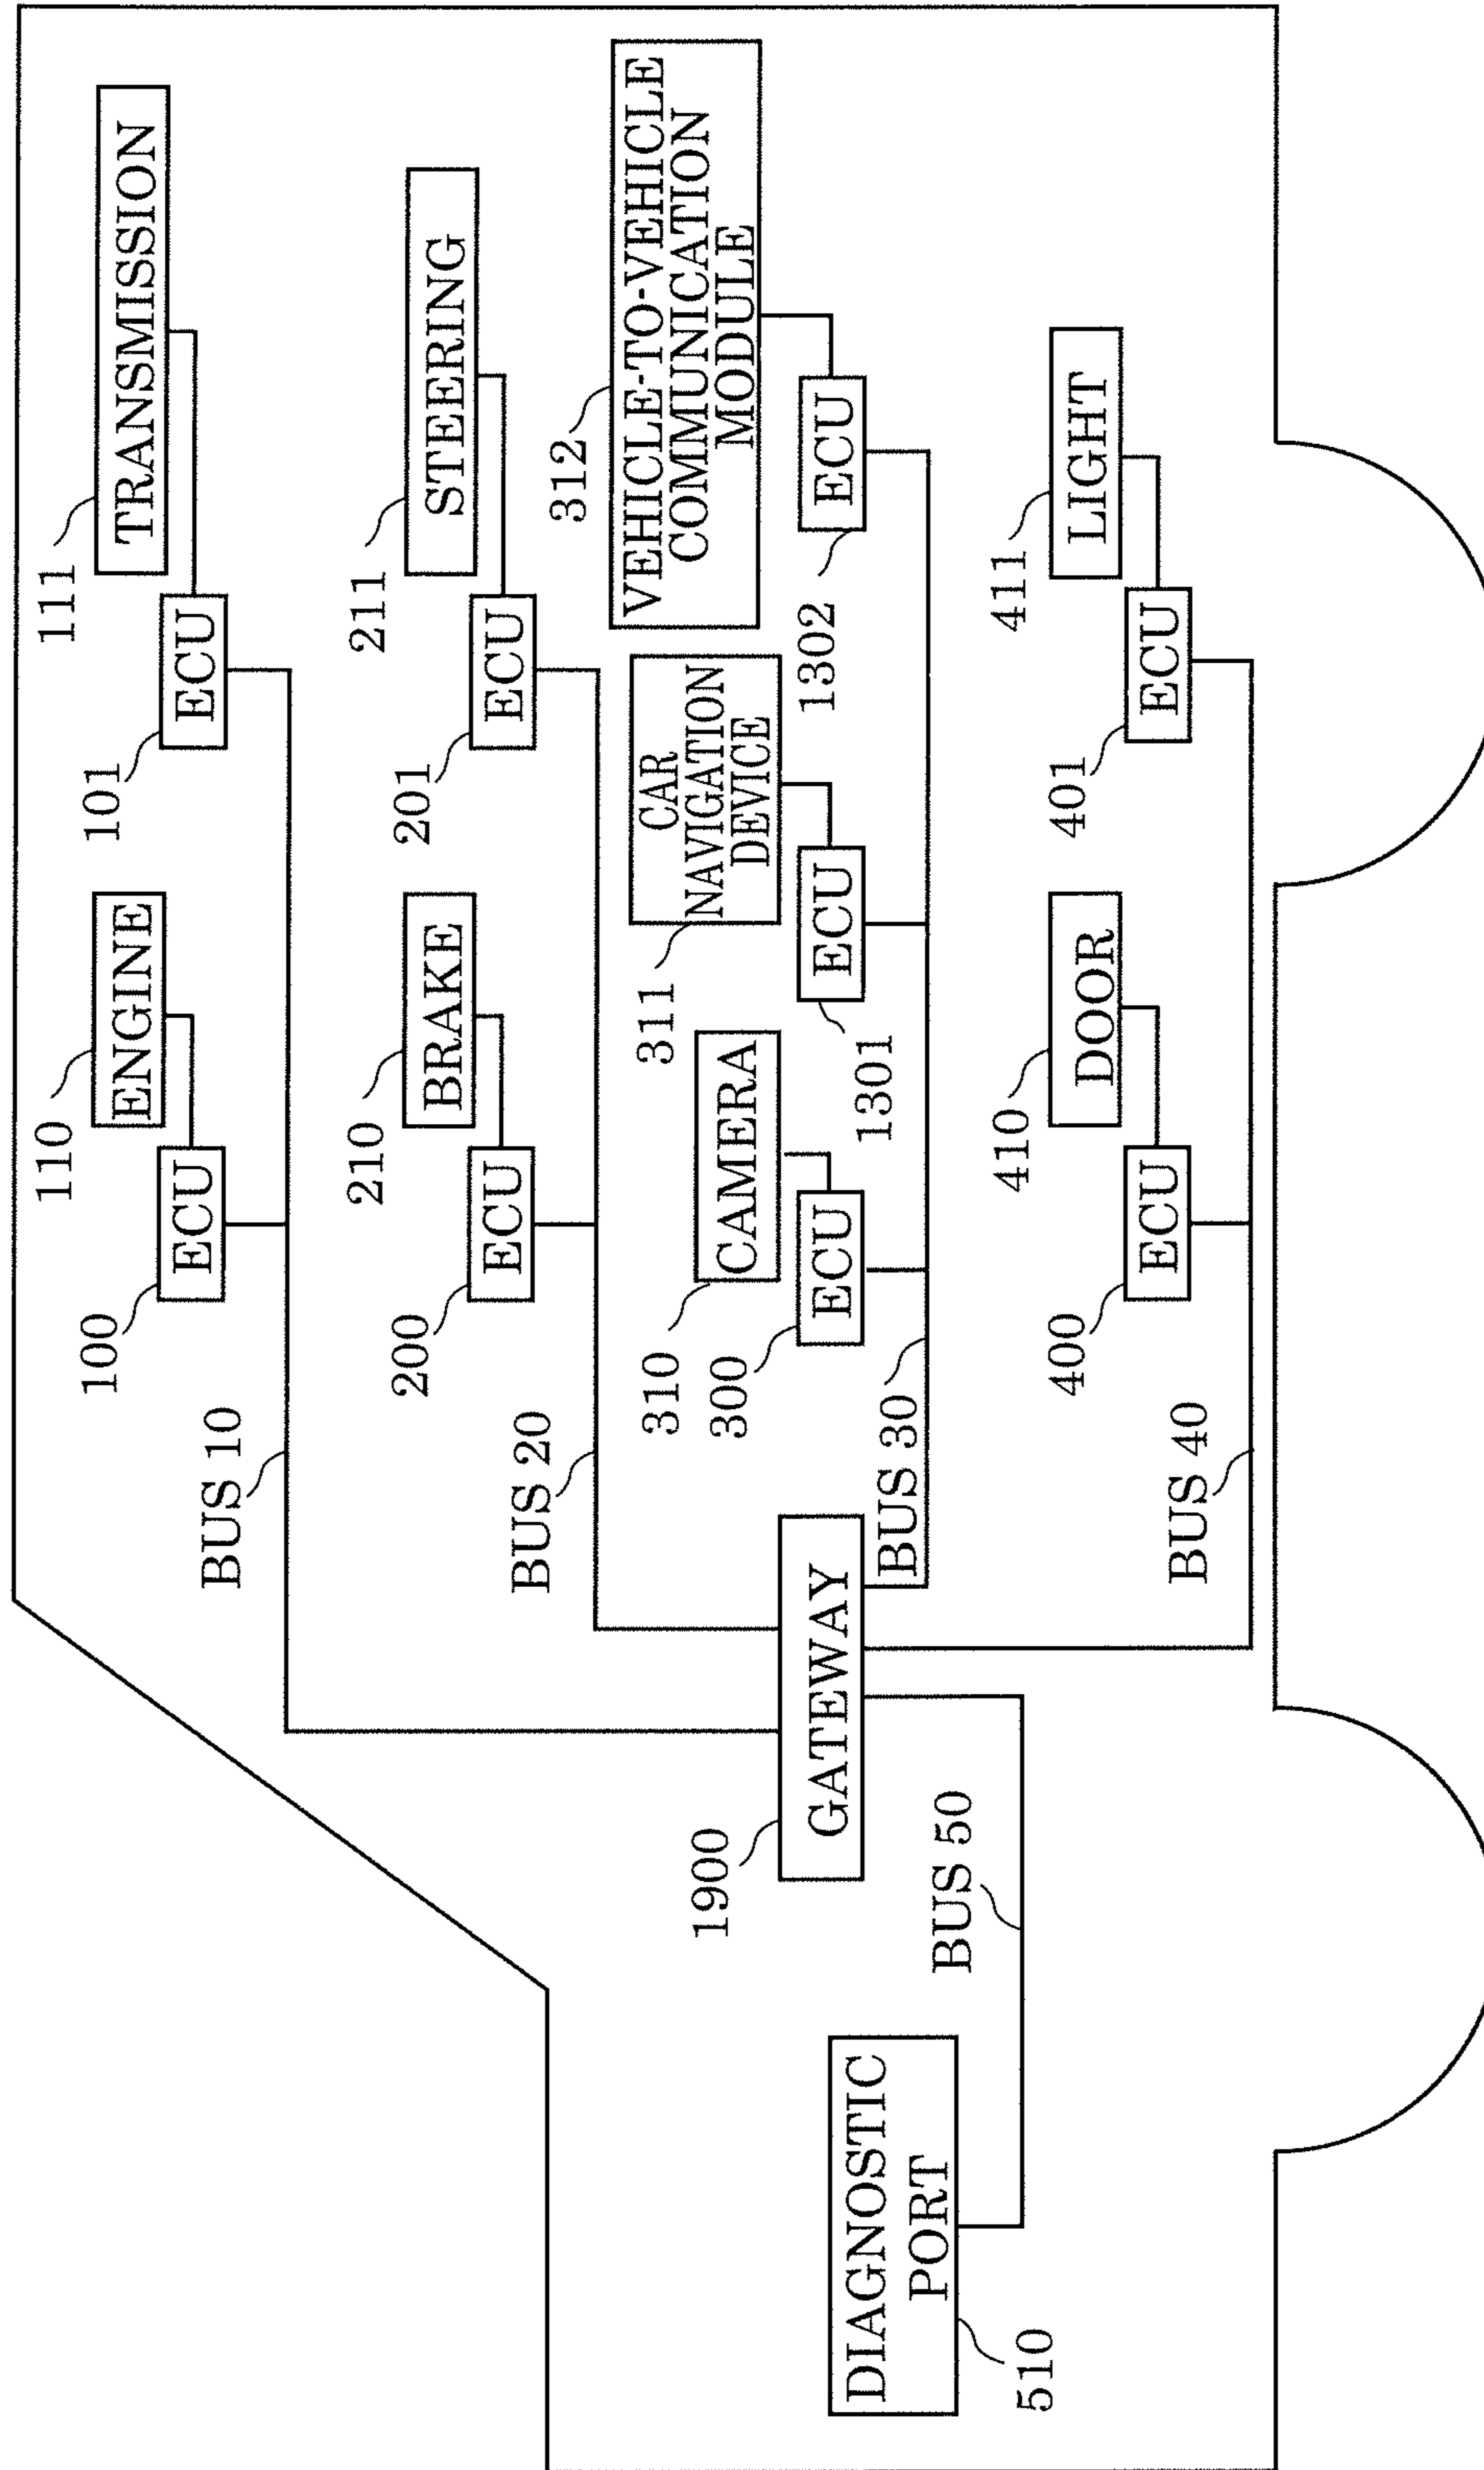 111
TRANSMISSION
110
ENGINE
101
ECU
100
ECU
BUS 10
211
STEERING
210
BRAKE
201
ECU
200
ECU
BUS 20
312
VEHICLE-TO-VEHICLE
COMMUNICATION
MODULE
311
CAR
NAVIGATION
DEVICE
310
CAMERA
1302
ECU
1301
ECU
300
ECU
BUS 30
1900
GATEWAY
411
LIGHT
410
DOOR
401
ECU
400
ECU
BUS 40
BUS 50
DIAGNOSTIC
PORT
510